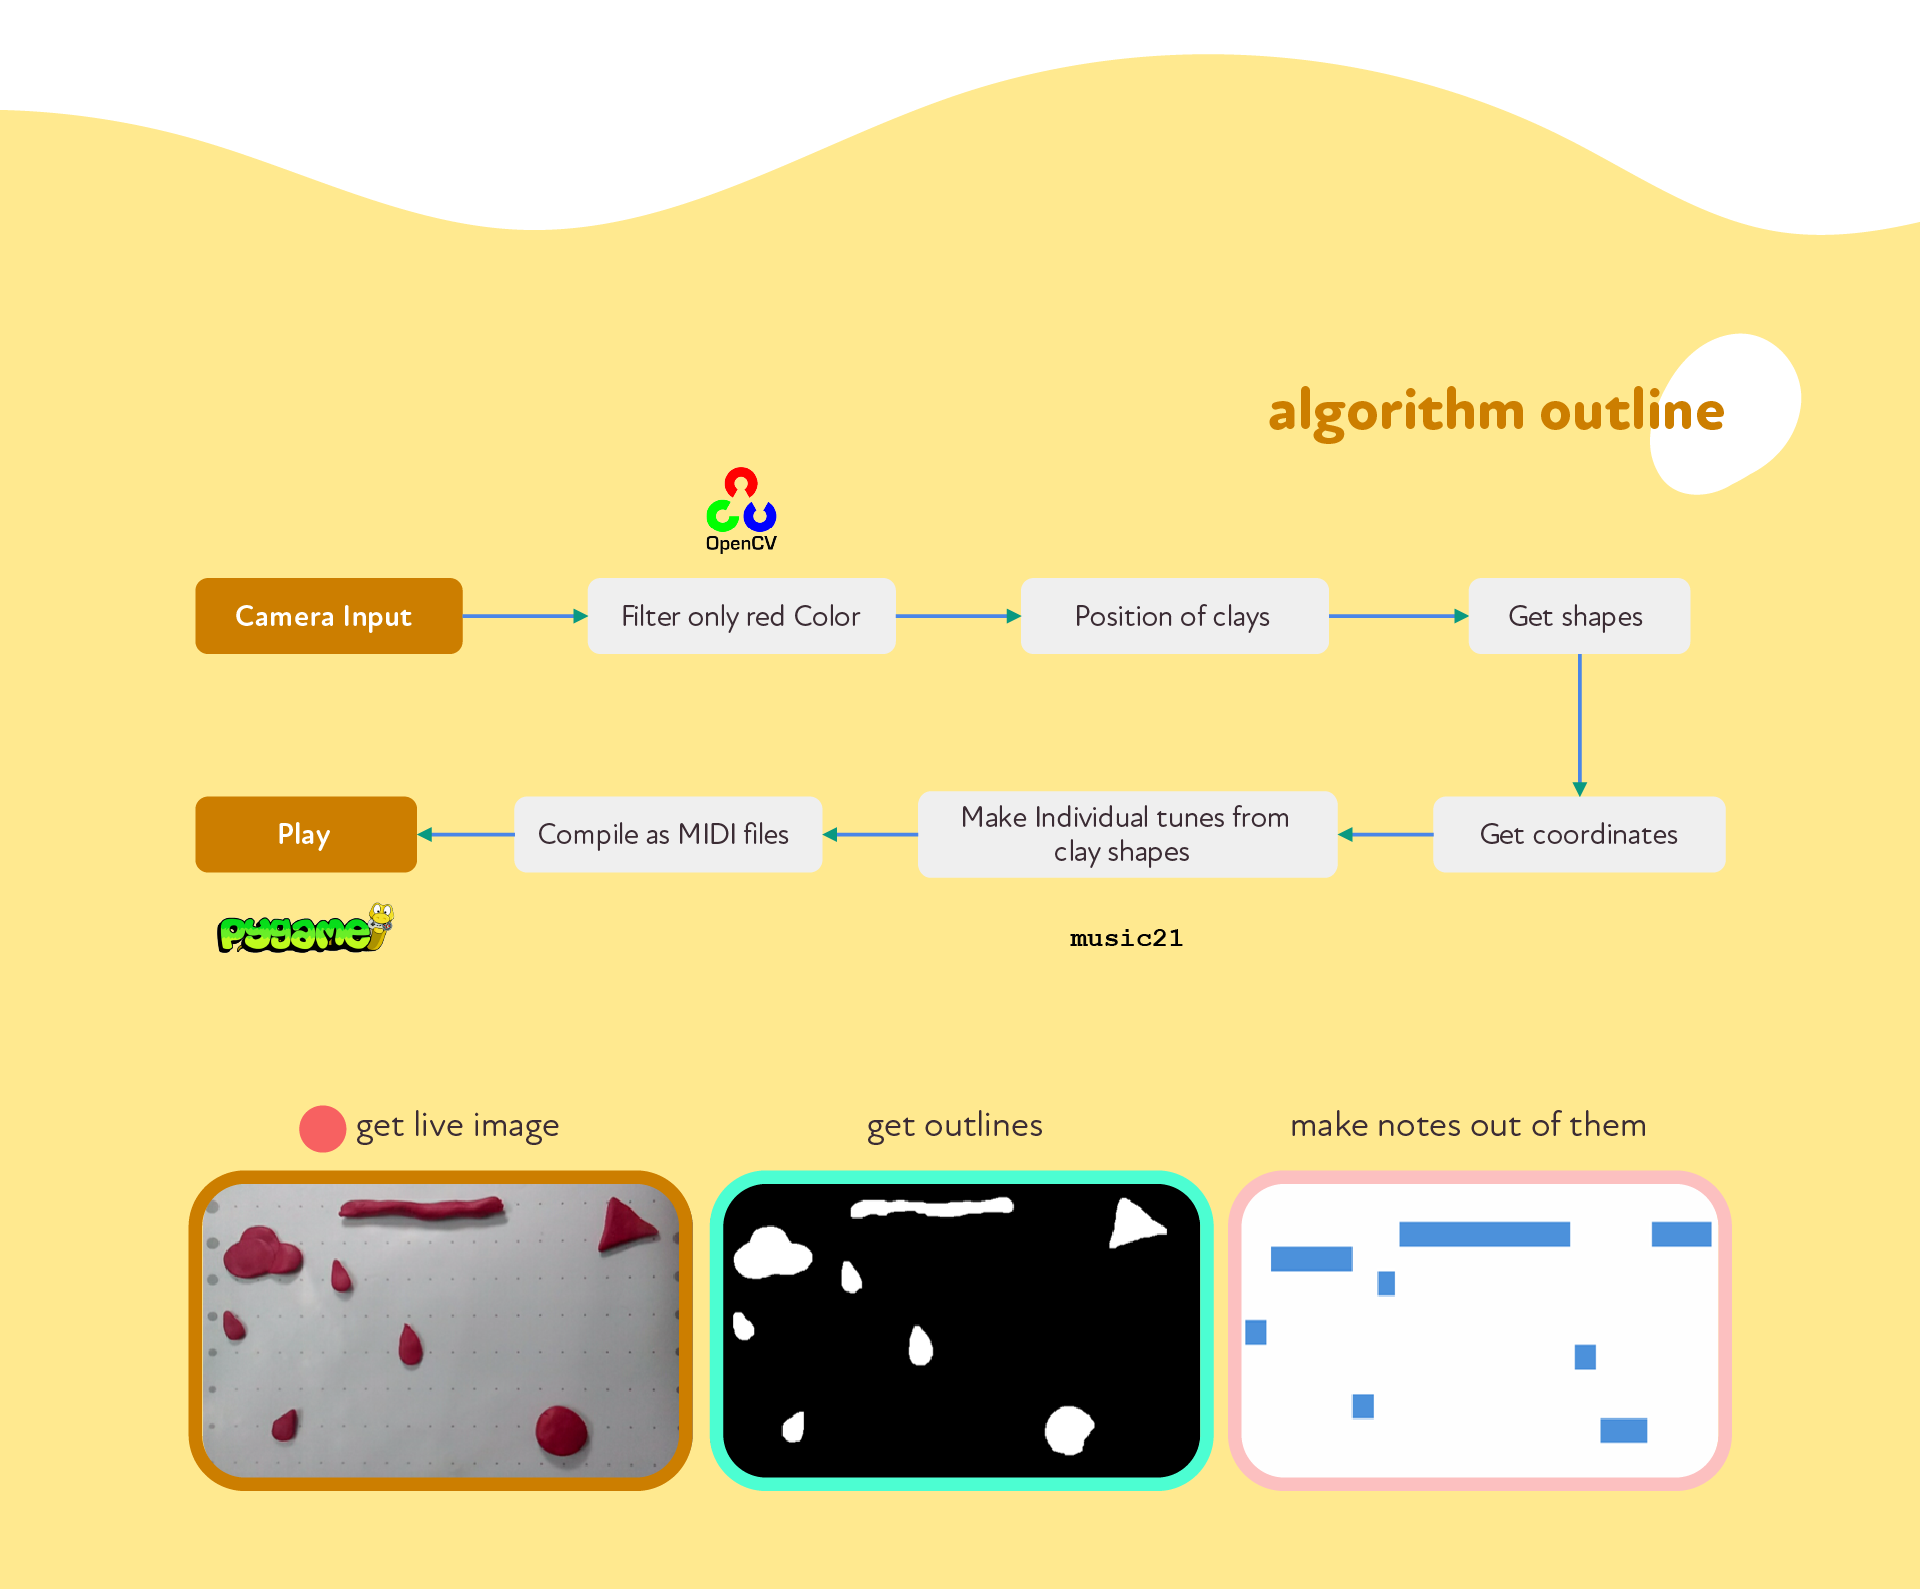 algorithm outline
OpenCV
Camera Input
Filter only red Color
Position of clays
Get shapes
Play
Compile as MIDI files
Make Individual tunes from
clay shapes
Get coordinates
pygame
music21
get live image
get outlines
make notes out of them